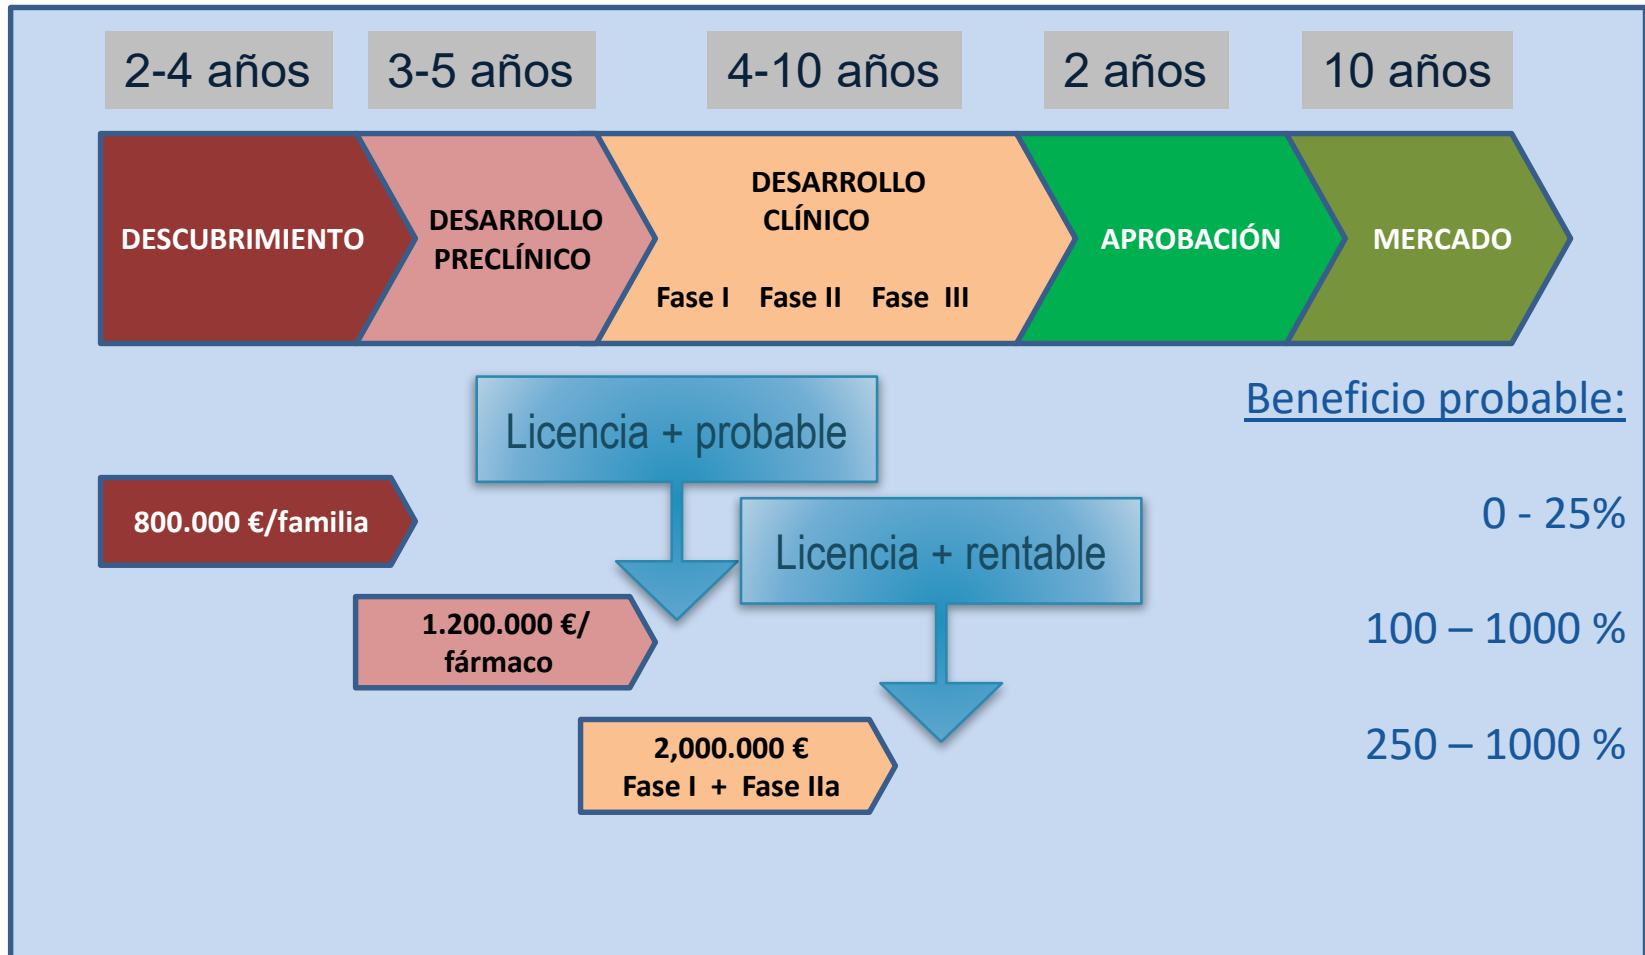 2-4 años
3-5 años
4-10 años
2 años
10 años
DESCUBRIMIENTO
DESARROLLO
PRECLÍNICO
DESARROLLO
CLÍNICO
Fase I Fase II Fase III
APROBACIÓN
MERCADO
Licencia + probable
Beneficio probable:
800.000 €/familia
0 - 25%
Licencia + rentable
1.200.000 €/
fármaco
100 – 1000 %
2,000.000 €
Fase I + Fase IIa
250 – 1000 %